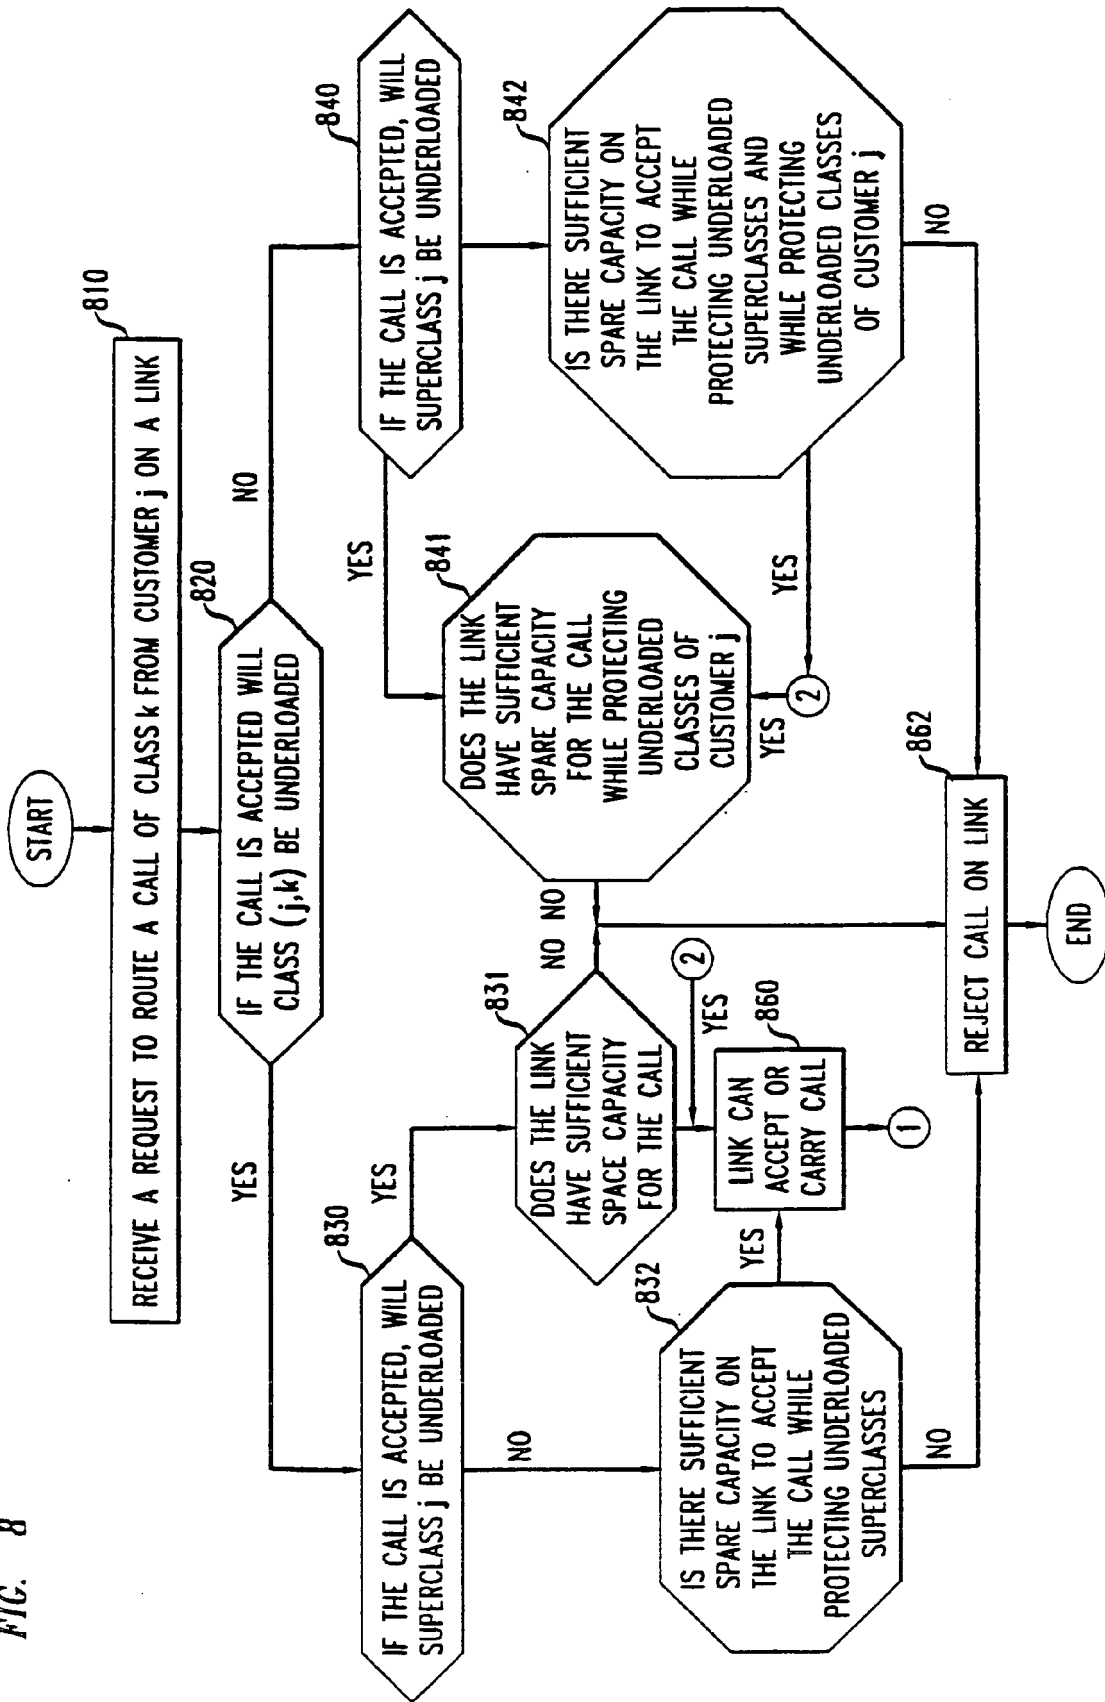 FIG. 8
START
810
RECEIVE A REQUEST TO ROUTE A CALL OF CLASS k FROM CUSTOMER j ON A LINK
820
IF THE CALL IS ACCEPTED WILL
CLASS (j,k) BE UNDERLOADED
YES
NO
830
IF THE CALL IS ACCEPTED, WILL
SUPERCLASS j BE UNDERLOADED
YES
NO
840
IF THE CALL IS ACCEPTED, WILL
SUPERCLASS j BE UNDERLOADED
YES
831
DOES THE LINK
HAVE SUFFICIENT
SPACE CAPACITY
FOR THE CALL
NO
NO
841
DOES THE LINK
HAVE SUFFICIENT
SPARE CAPACITY
FOR THE CALL
WHILE PROTECTING
UNDERLOADED
CLASSES OF
CUSTOMER j
YES
2
YES
842
IS THERE SUFFICIENT
SPARE CAPACITY ON
THE LINK TO ACCEPT
THE CALL WHILE
PROTECTING UNDERLOADED
SUPERCLASSES AND
WHILE PROTECTING
UNDERLOADED CLASSES
OF CUSTOMER j
NO
832
IS THERE SUFFICIENT
SPARE CAPACITY ON
THE LINK TO ACCEPT
THE CALL WHILE
PROTECTING UNDERLOADED
SUPERCLASSES
YES
NO
2
YES
860
LINK CAN
ACCEPT OR
CARRY CALL
1
862
REJECT CALL ON LINK
END